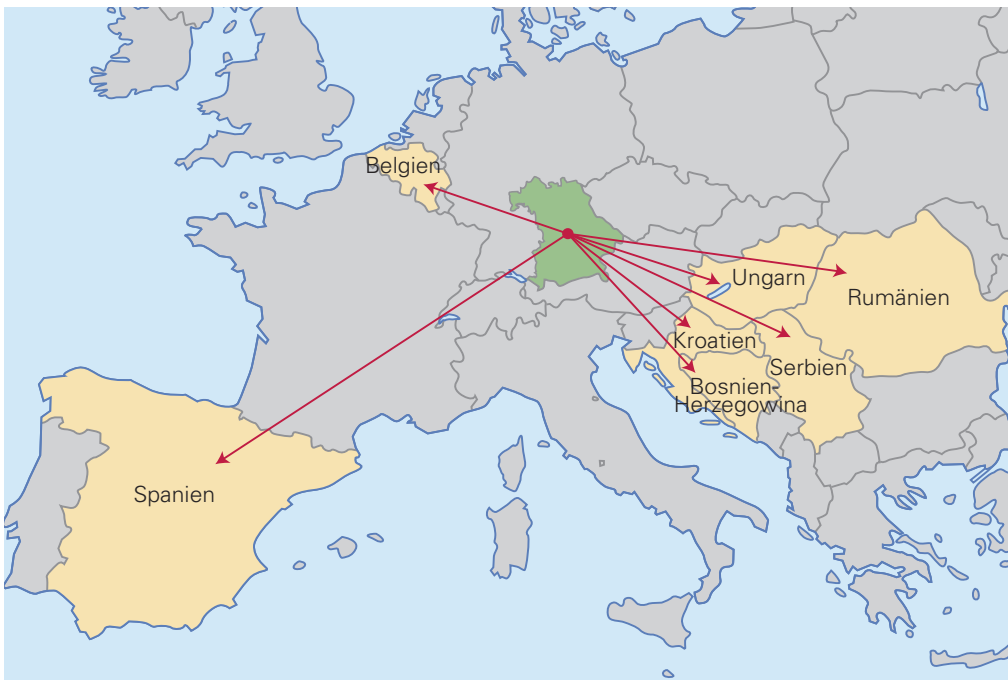 Belgien
Ungarn
Rumänien
Kroatien
Serbien
Bosnien-
Herzegowina
Spanien